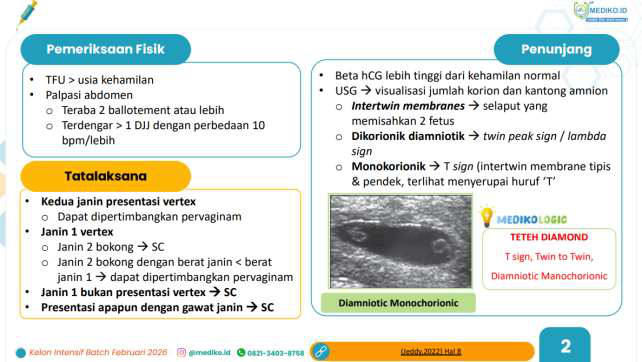 MEDIKO.ID
Pemeriksaan Fisik
• TFU > usia kehamilan
• Palpasi abdomen
o Teraba 2 ballotement atau lebih
o Terdengar > 1 DJJ dengan perbedaan 10
bpm/lebih
Tatalaksana
• Kedua janin presentasi vertex
o Dapat dipertimbangkan pervaginam
• Janin 1 vertex
o Janin 2 bokong → SC
o Janin 2 bokong dengan berat janin < berat
janin 1 → dapat dipertimbangkan pervaginam
• Janin 1 bukan presentasi vertex → SC
• Presentasi apapun dengan gawat janin → SC
Penunjang
• Beta hCG lebih tinggi dari kehamilan normal
• USG → visualisasi jumlah korion dan kantong amnion
o Intertwin membranes → selaput yang
memisahkan 2 fetus
o Dikorionik diamniotik → twin peak sign / lambda
sign
o Monokorionik → T sign (intertwin membrane tipis
& pendek, terlihat menyerupai huruf ‘T’
Diamniotic Monochorionic
MEDIKOLOGIC
TETEH DIAMOND
T sign, Twin to Twin,
Diamniotic Manochorionic
Kelon Intensif Batch Februari 2026
@mediko.id
0821-3403-8758
(Jeddy,2022) Hal 8
2